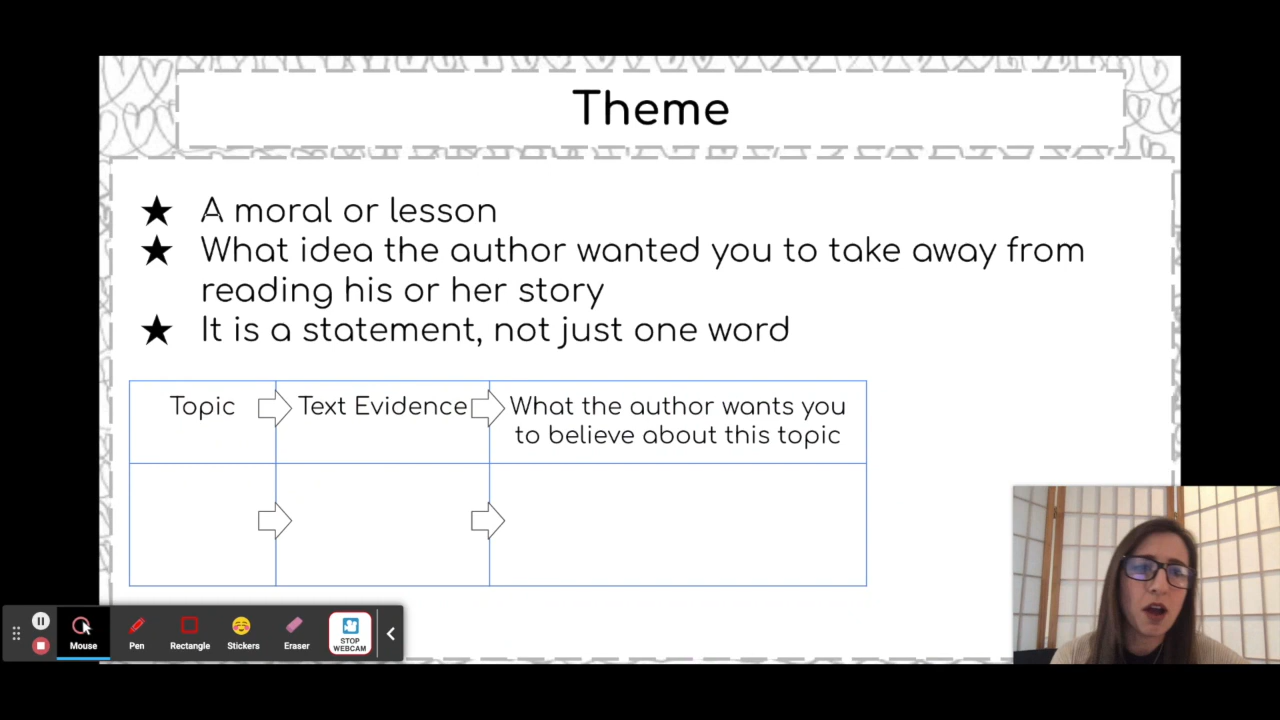 Theme
★ A moral or lesson
★ What idea the author wanted you to take away from
reading his or her story
★ It is a statement, not just one word
Topic
Text Evidence
What the author wants you
to believe about this topic
Mouse
Pen
Rectangle
Stickers
Eraser
STOP
WEBCAM